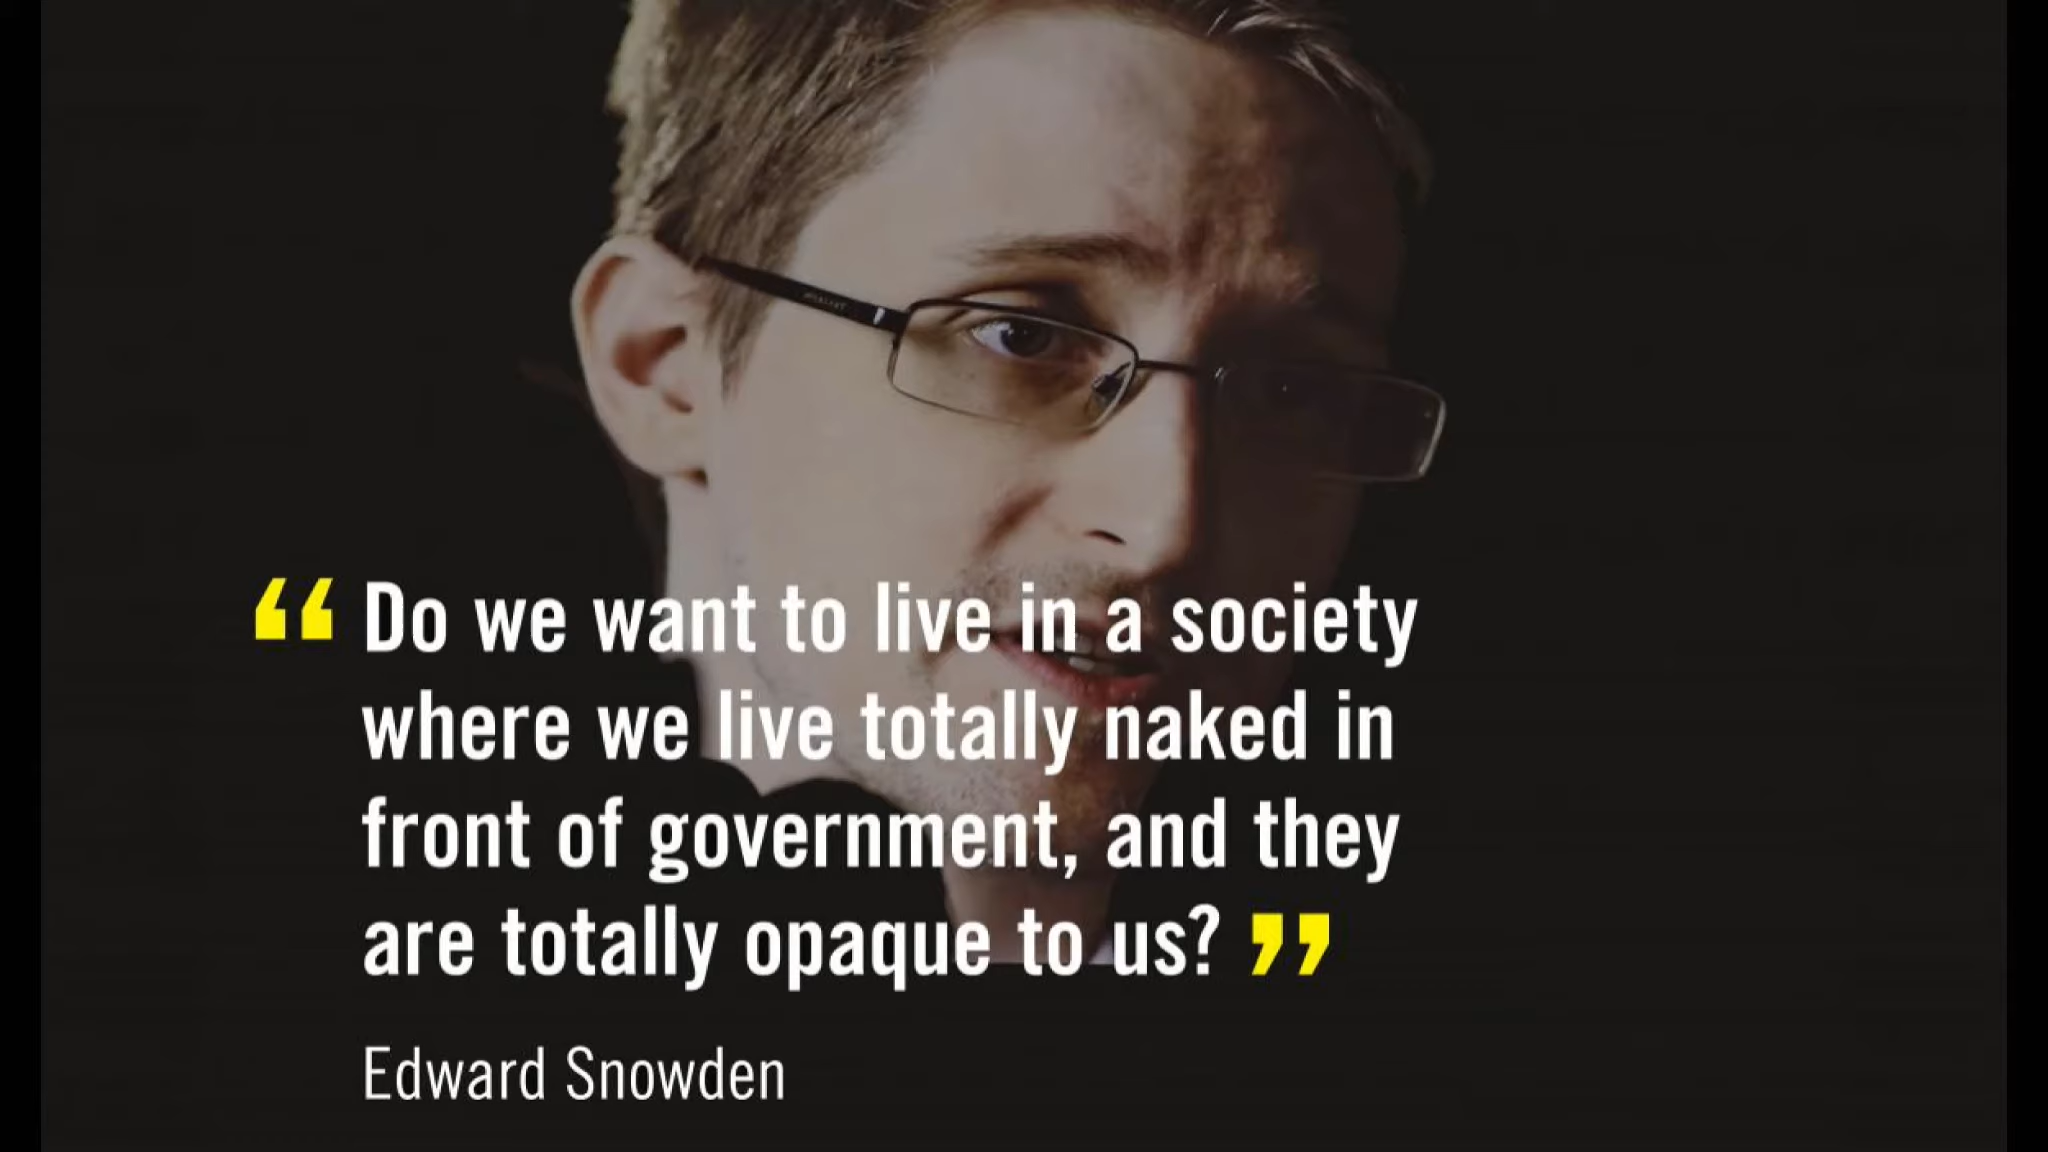 “ Do we want to live in a society
where we live totally naked in
front of government, and they
are totally opaque to us? ”
Edward Snowden